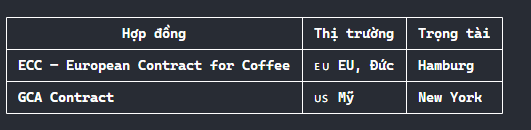 Hợp đồng Thị trường Trọng tài
ECC – European Contract for Coffee EU EU, Đức Hamburg
GCA Contract US Mỹ New York